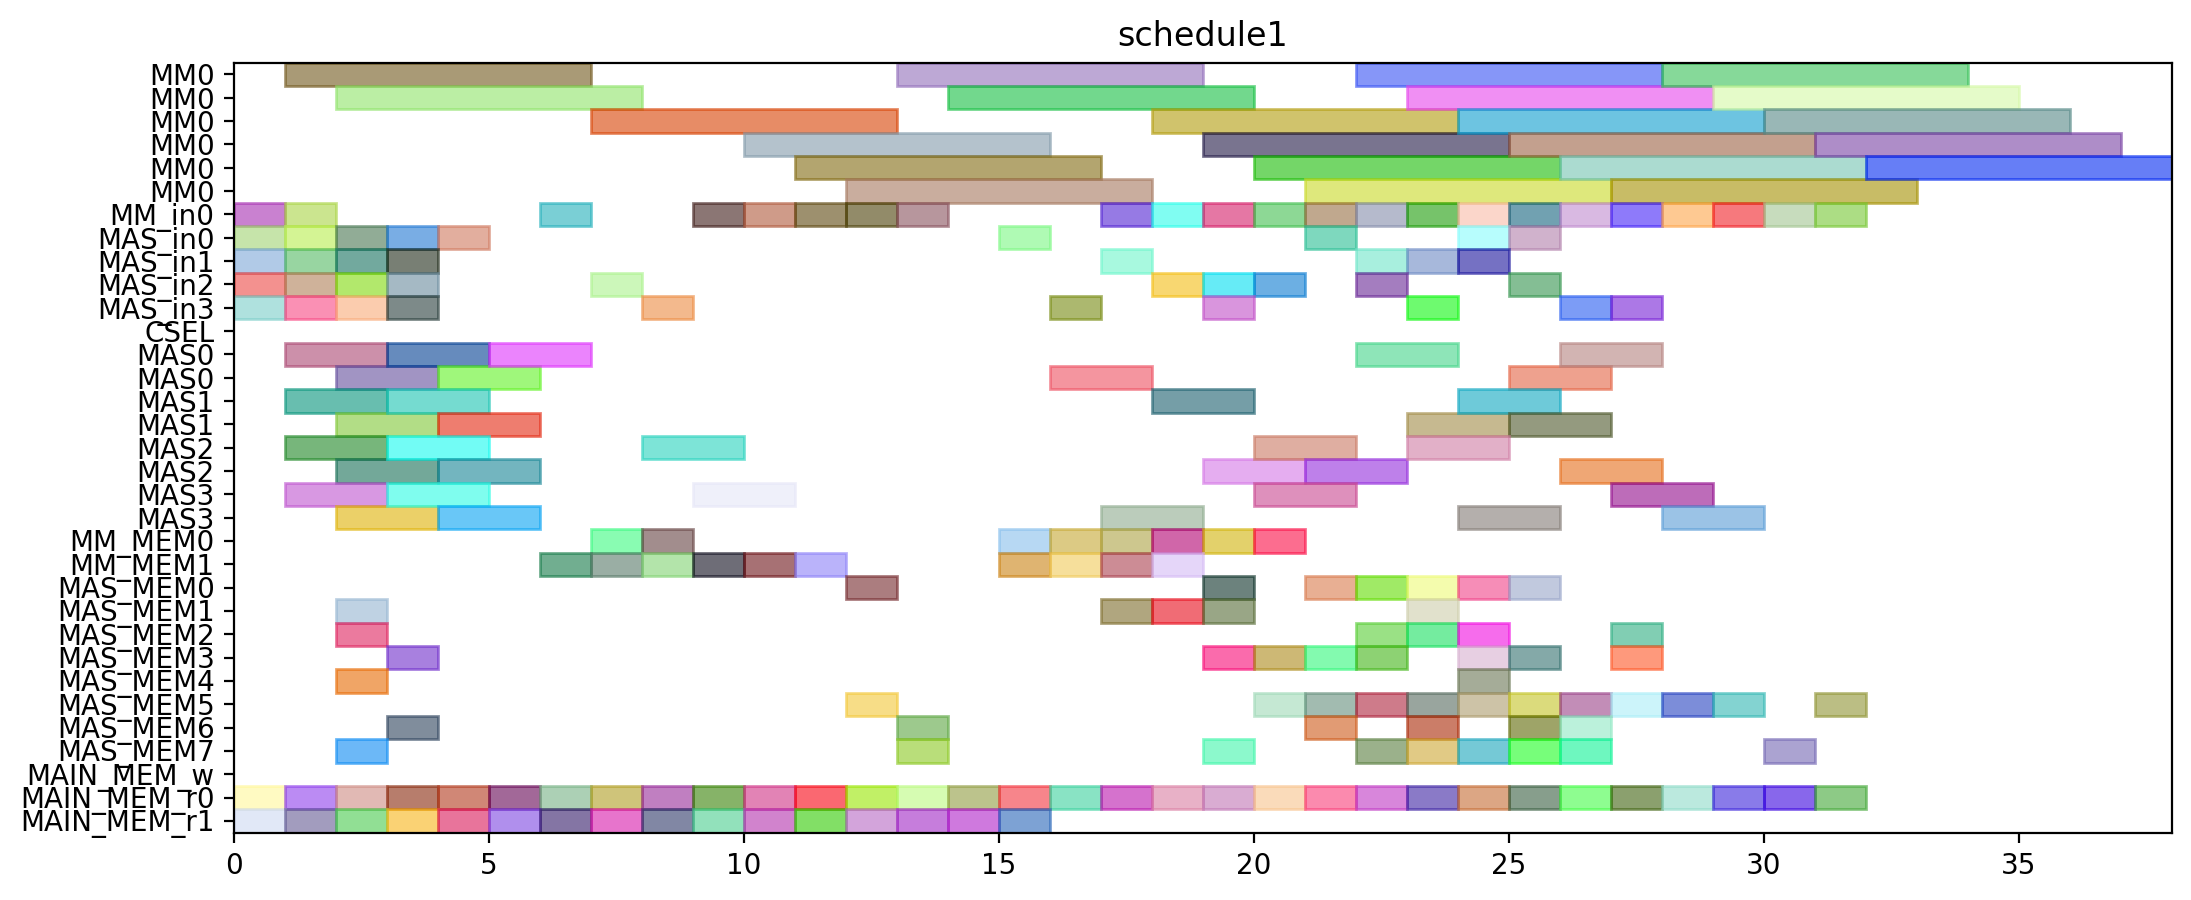 schedule1
MM0
MM0
MM0
MM0
MM0
MM0
MM_in0
MAS_in0
MAS_in1
MAS_in2
MAS_in3
CSEL
MAS0
MAS0
MAS1
MAS1
MAS2
MAS2
MAS3
MAS3
MM_MEM0
MM_MEM1
MAS_MEM0
MAS_MEM1
MAS_MEM2
MAS_MEM3
MAS_MEM4
MAS_MEM5
MAS_MEM6
MAS_MEM7
MAIN_MEM_w
MAIN_MEM_r0
MAIN_MEM_r1
0 5 10 15 20 25 30 35